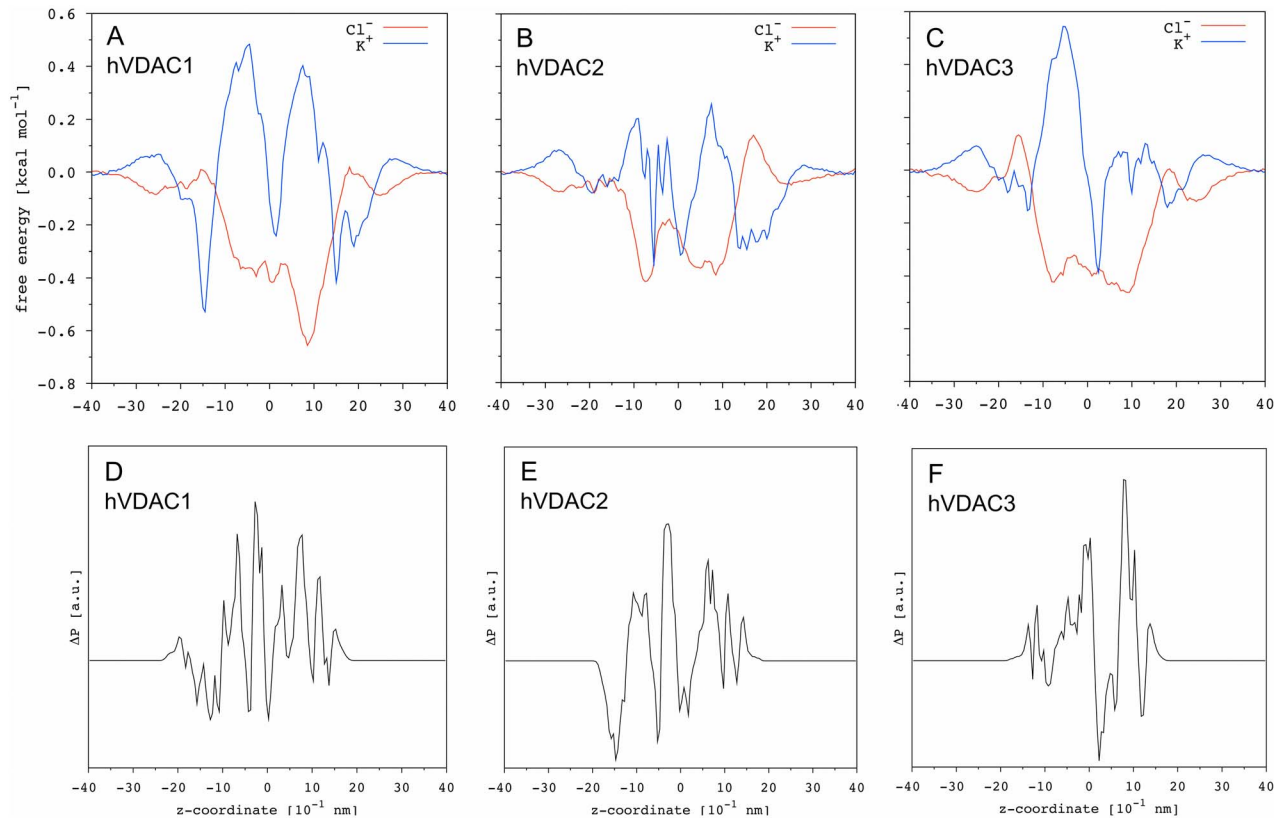 A
hVDAC1
Cl⁻
K⁺
B
hVDAC2
Cl⁻
K⁺
C
hVDAC3
Cl⁻
K⁺
free energy [kcal mol⁻¹]
0.6
0.4
0.2
0.0
-0.2
-0.4
-0.6
-0.8
-40 -30 -20 -10 0 10 20 30 40
-40 -30 -20 -10 0 10 20 30 40
-40 -30 -20 -10 0 10 20 30 40
D
hVDAC1
E
hVDAC2
F
hVDAC3
ΔP [a.u.]
ΔP [a.u.]
ΔP [a.u.]
-40 -30 -20 -10 0 10 20 30 40
-40 -30 -20 -10 0 10 20 30 40
-40 -30 -20 -10 0 10 20 30 40
z-coordinate [10⁻¹ nm]
z-coordinate [10⁻¹ nm]
z-coordinate [10⁻¹ nm]